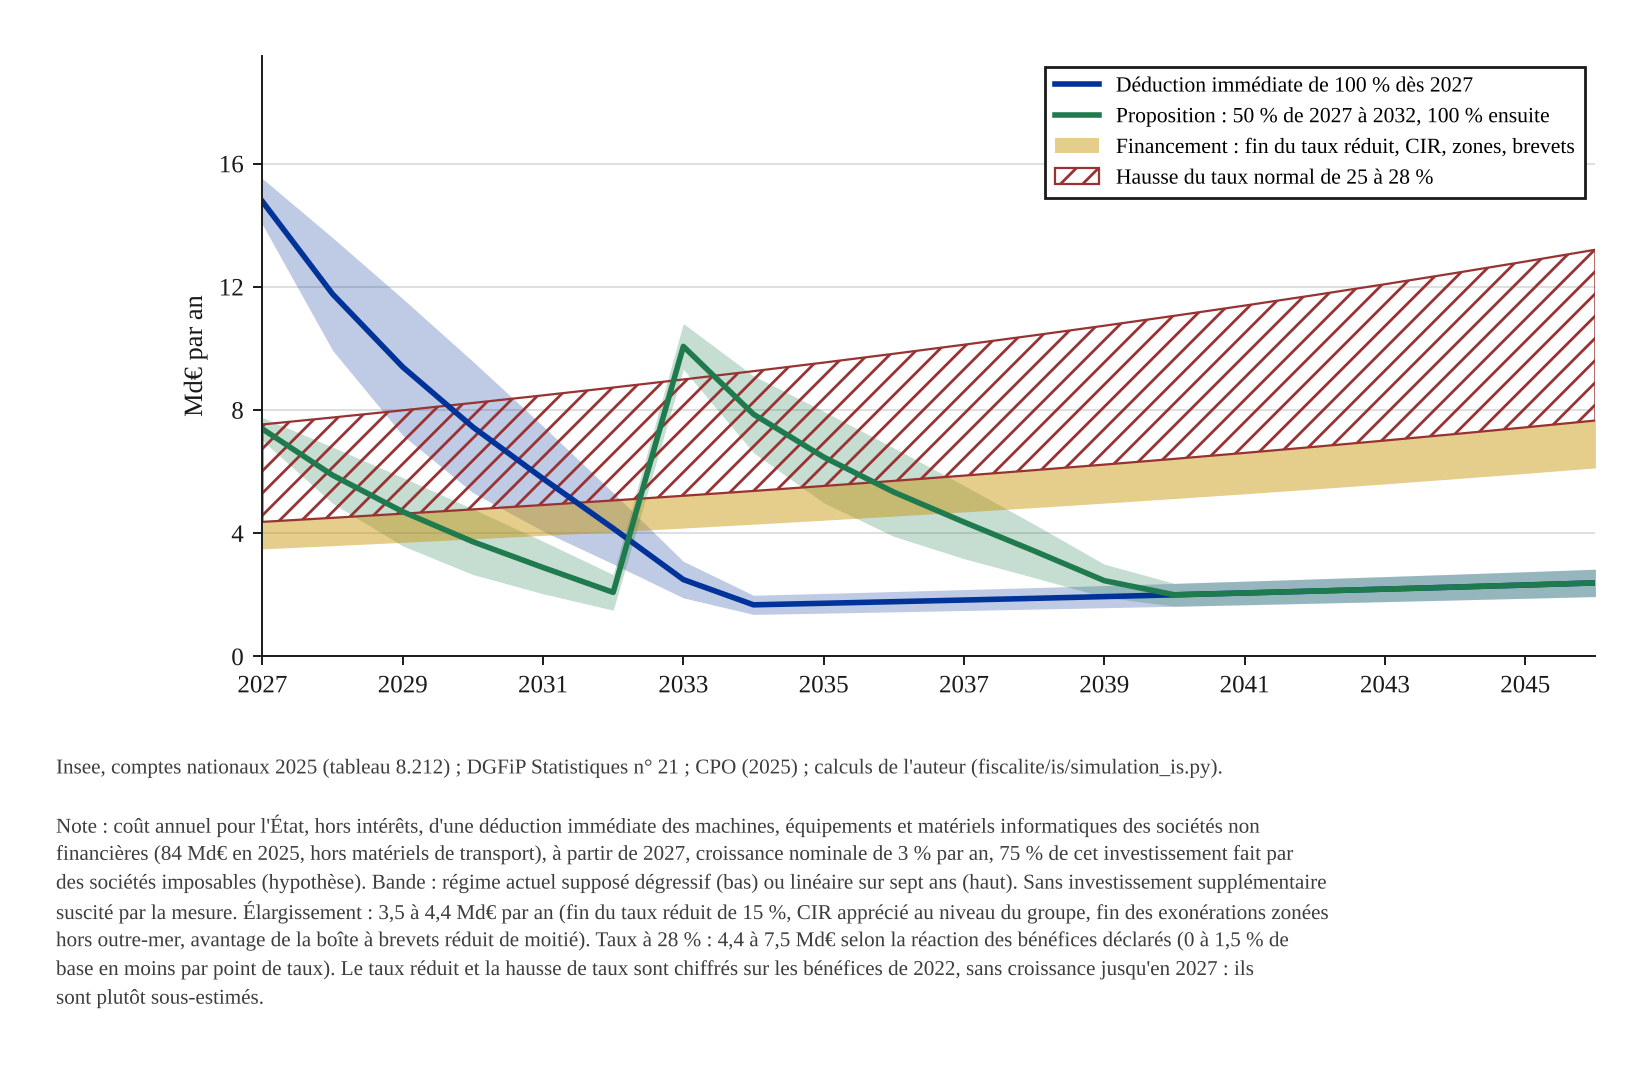 Déduction immédiate de 100 % dès 2027
Proposition : 50 % de 2027 à 2032, 100 % ensuite
Financement : fin du taux réduit, CIR, zones, brevets
Hausse du taux normal de 25 à 28 %
Md€ par an
16
12
8
4
0
2027 2029 2031 2033 2035 2037 2039 2041 2043 2045
Insee, comptes nationaux 2025 (tableau 8.212) ; DGFiP Statistiques n° 21 ; CPO (2025) ; calculs de l'auteur (fiscalite/is/simulation_is.py).
Note : coût annuel pour l'État, hors intérêts, d'une déduction immédiate des machines, équipements et matériels informatiques des sociétés non
financières (84 Md€ en 2025, hors matériels de transport), à partir de 2027, croissance nominale de 3 % par an, 75 % de cet investissement fait par
des sociétés imposables (hypothèse). Bande : régime actuel supposé dégressif (bas) ou linéaire sur sept ans (haut). Sans investissement supplémentaire
suscité par la mesure. Élargissement : 3,5 à 4,4 Md€ par an (fin du taux réduit de 15 %, CIR apprécié au niveau du groupe, fin des exonérations zonées
hors outre-mer, avantage de la boîte à brevets réduit de moitié). Taux à 28 % : 4,4 à 7,5 Md€ selon la réaction des bénéfices déclarés (0 à 1,5 % de
base en moins par point de taux). Le taux réduit et la hausse de taux sont chiffrés sur les bénéfices de 2022, sans croissance jusqu'en 2027 : ils
sont plutôt sous-estimés.